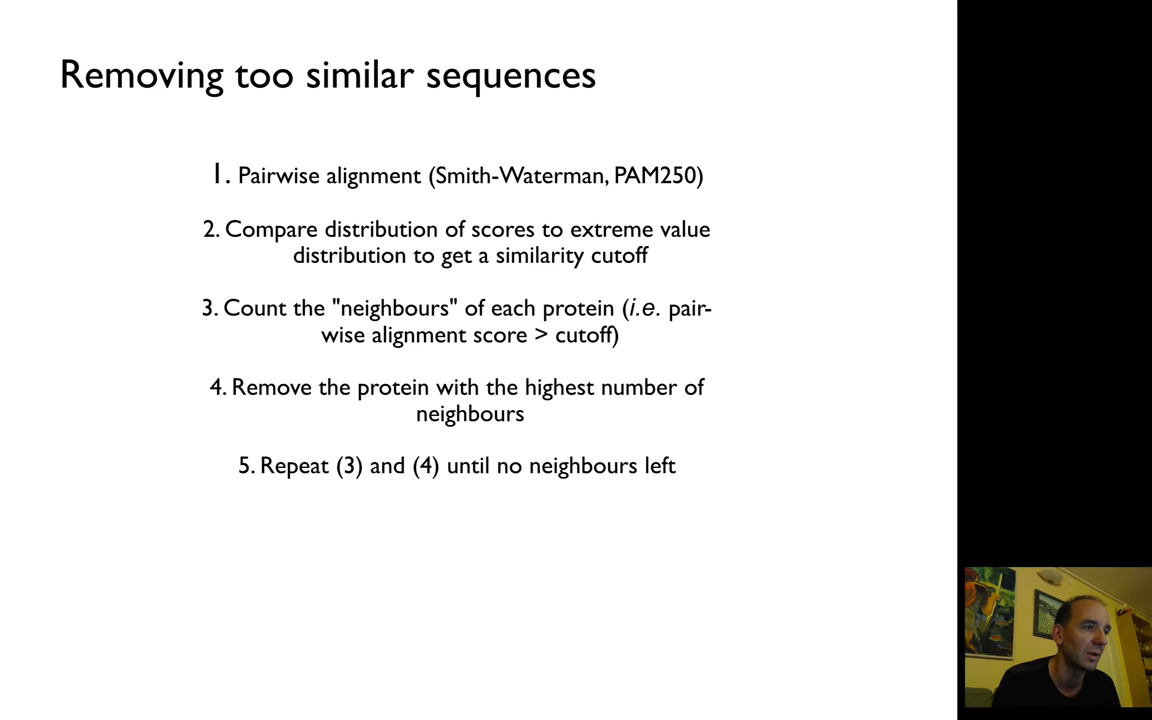 Removing too similar sequences
1. Pairwise alignment (Smith-Waterman, PAM250)
2. Compare distribution of scores to extreme value
distribution to get a similarity cutoff
3. Count the "neighbours" of each protein (i.e. pair-
wise alignment score > cutoff)
4. Remove the protein with the highest number of
neighbours
5. Repeat (3) and (4) until no neighbours left